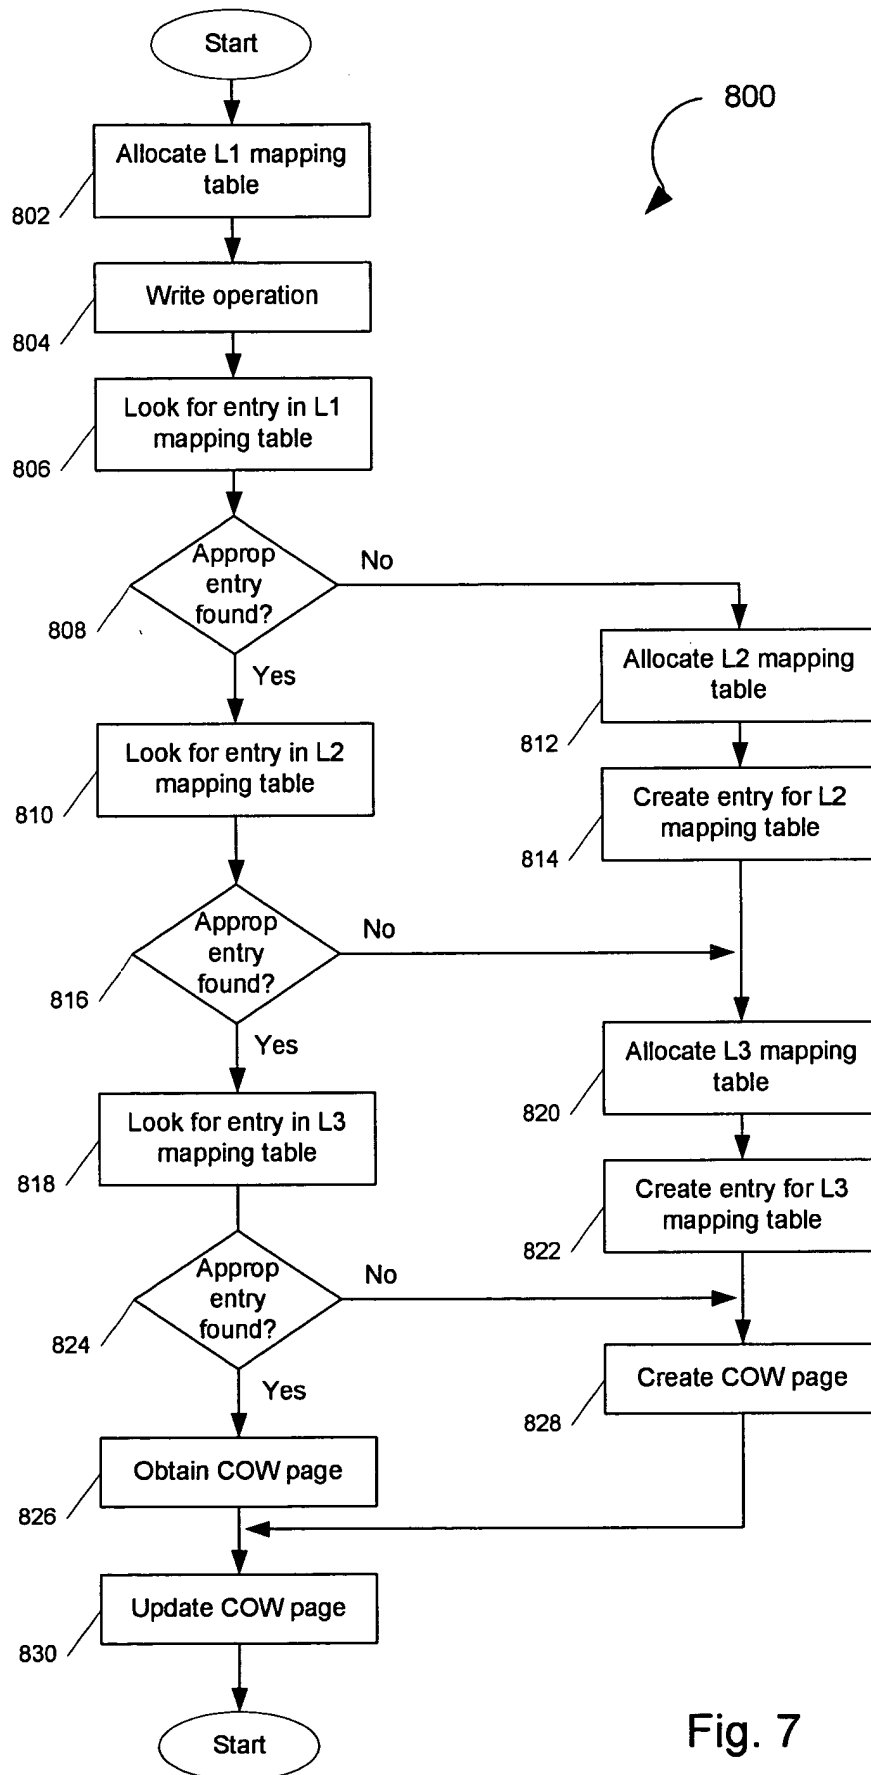 Start
800
Allocate L1 mapping
table
802
Write operation
804
Look for entry in L1
mapping table
806
Approp
entry
found?
No
808
Yes
Allocate L2 mapping
table
812
Look for entry in L2
mapping table
810
Create entry for L2
mapping table
814
Approp
entry
found?
No
816
Yes
Allocate L3 mapping
table
820
Look for entry in L3
mapping table
818
Create entry for L3
mapping table
822
Approp
entry
found?
No
824
Yes
Create COW page
828
Obtain COW page
826
Update COW page
830
Start
Fig. 7